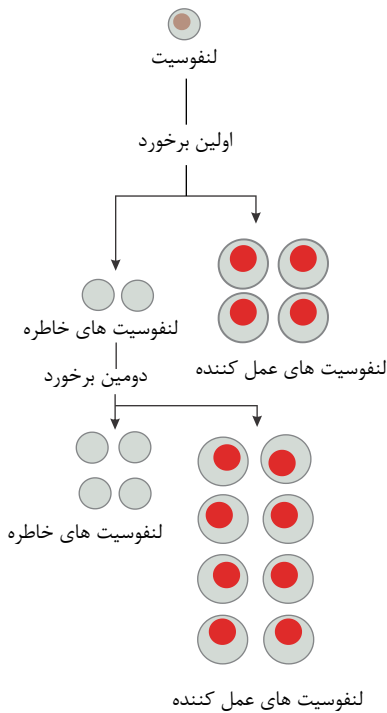 لنفوسیت
اولین برخورد
لنفوسیت های خاطره
لنفوسیت های عمل کننده
دومین برخورد
لنفوسیت های خاطره
لنفوسیت های عمل کننده